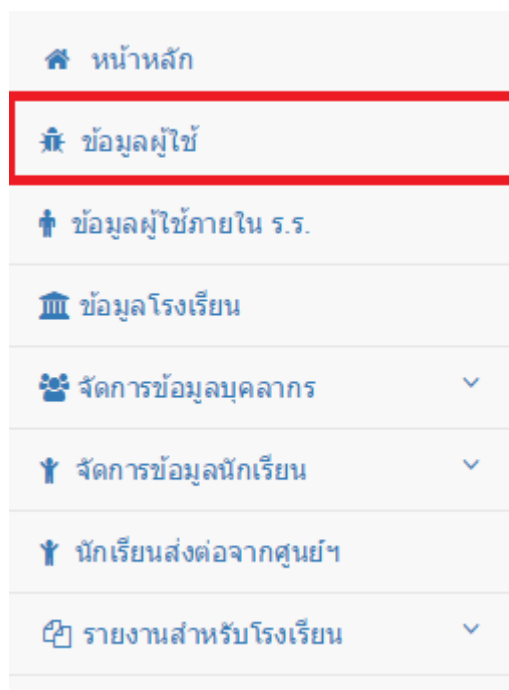 หน้าหลัก
ข้อมูลผู้ใช้
ข้อมูลผู้ใช้ภายใน ร.ร.
ข้อมูลโรงเรียน
จัดการข้อมูลบุคลากร
จัดการข้อมูลนักเรียน
นักเรียนส่งต่อจากศูนย์ฯ
รายงานสำหรับโรงเรียน